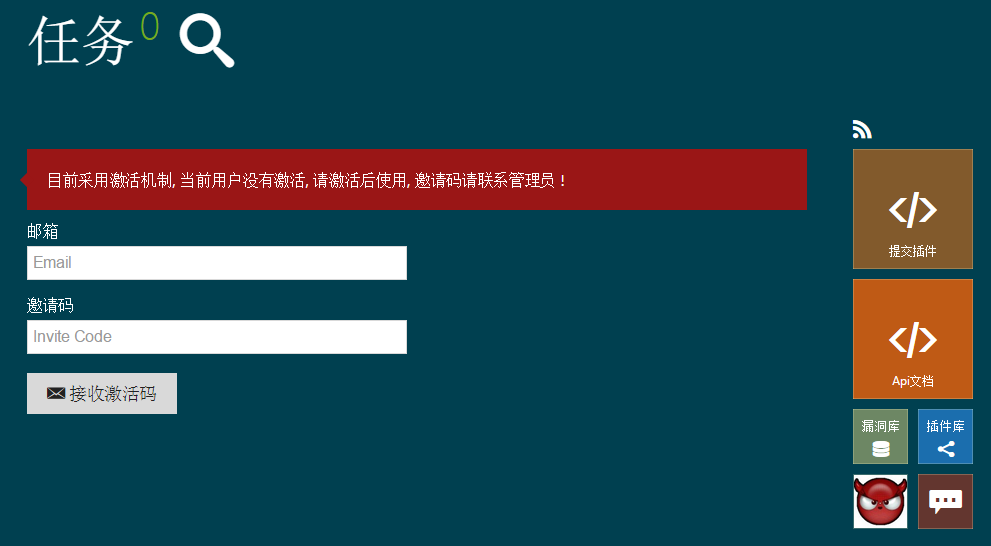 任务 0
目前采用激活机制, 当前用户没有激活, 请激活后使用, 邀请码请联系管理员！
邮箱
Email
邀请码
Invite Code
接收激活码
提交插件
Api文档
漏洞库
插件库